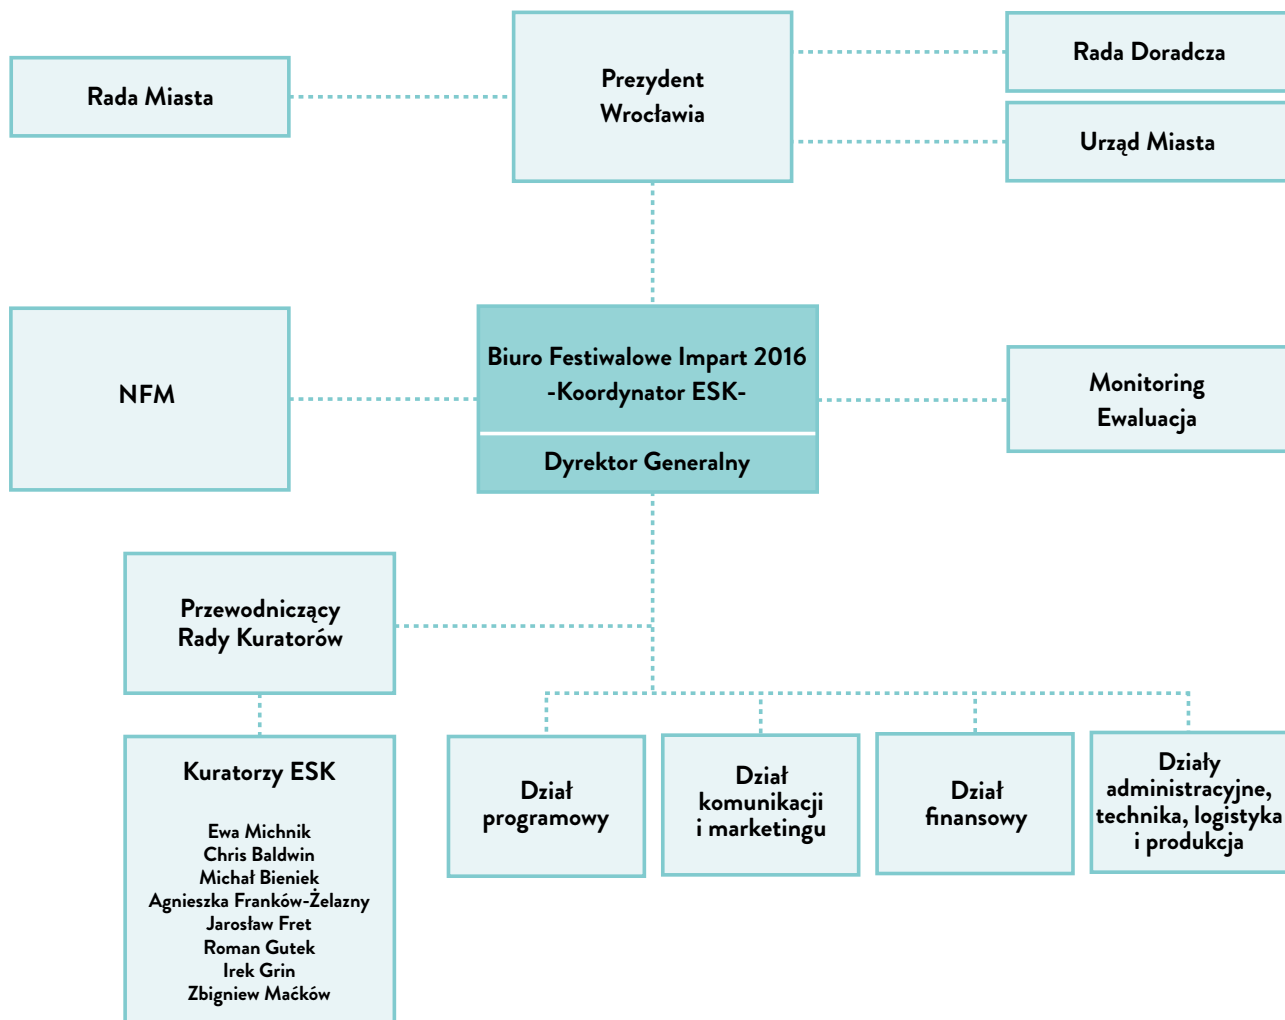 Rada Miasta
Prezydent
Wrocławia
Rada Doradcza
Urząd Miasta
NFM
Biuro Festiwalowe Impart 2016
-Koordynator ESK-
Dyrektor Generalny
Monitoring
Ewaluacja
Przewodniczący
Rady Kuratorów
Kuratorzy ESK
Ewa Michnik
Chris Baldwin
Michał Bieniek
Agnieszka Franków-Żelazny
Jarosław Fret
Roman Gutek
Irek Grin
Zbigniew Maćków
Dział
programowy
Dział
komunikacji
i marketingu
Dział
finansowy
Działy
administracyjne,
technika, logistyka
i produkcja